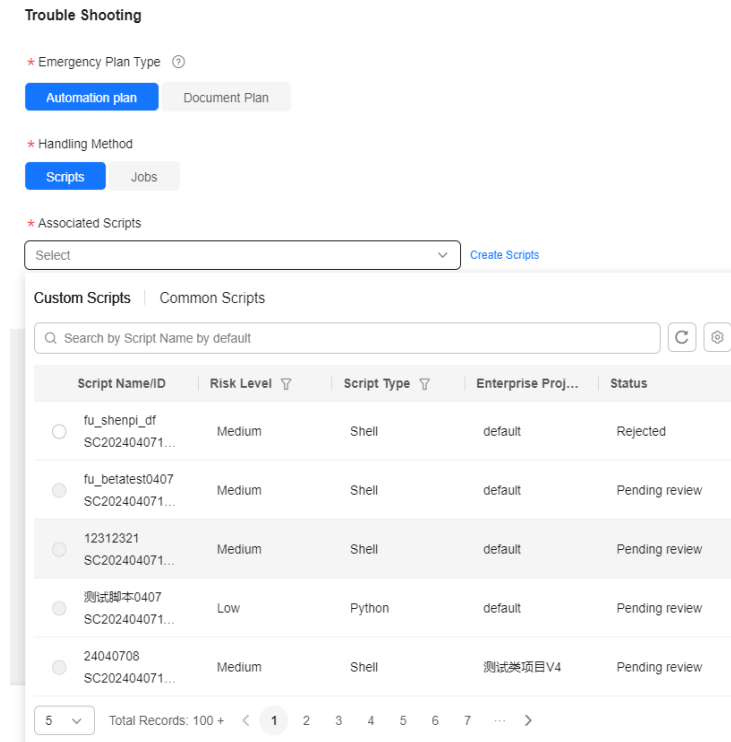 Trouble Shooting
* Emergency Plan Type ?
Automation plan Document Plan
* Handling Method
Scripts Jobs
* Associated Scripts
Select Create Scripts
Custom Scripts Common Scripts
Search by Script Name by default
Script Name/ID Risk Level Script Type Enterprise Proj... Status
fu_shenpi_df
SC202404071... Medium Shell default Rejected
fu_betatest0407
SC202404071... Medium Shell default Pending review
12312321
SC202404071... Medium Shell default Pending review
测试脚本0407
SC202404071... Low Python default Pending review
24040708
SC202404071... Medium Shell 测试类项目V4 Pending review
5 Total Records: 100 + < 1 2 3 4 5 6 7 ... >